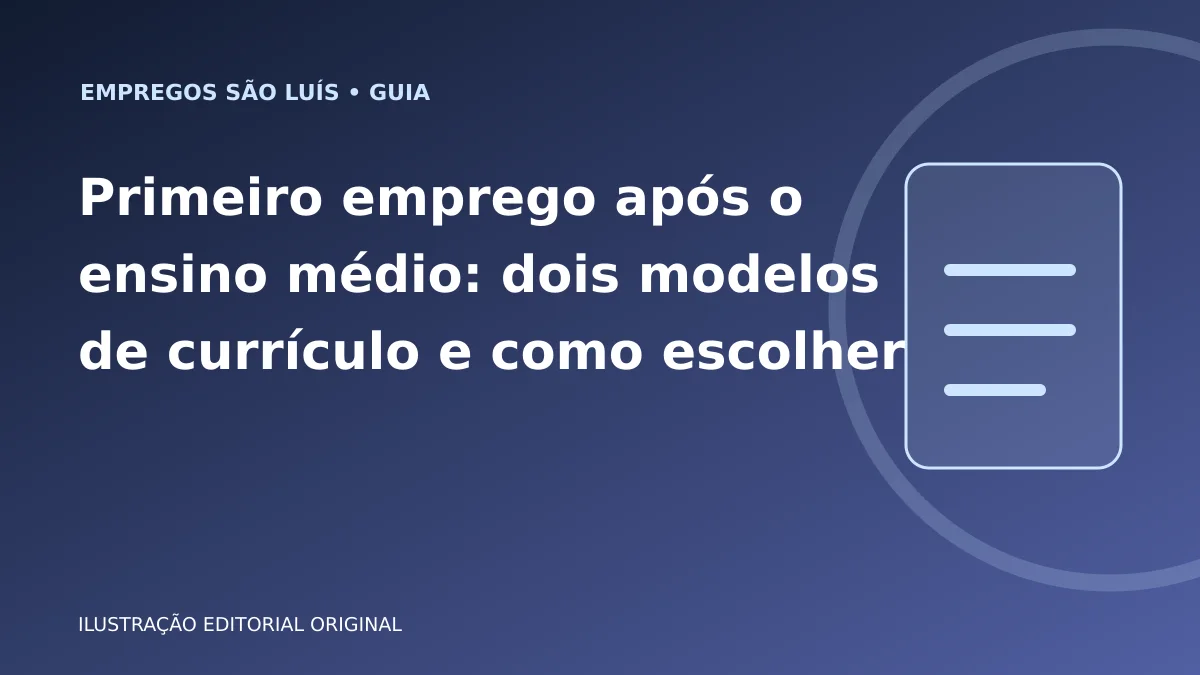 EMPREGOS SÃO LUÍS • GUIA
Primeiro emprego após o
ensino médio: dois modelos
de currículo e como escolher
ILUSTRAÇÃO EDITORIAL ORIGINAL